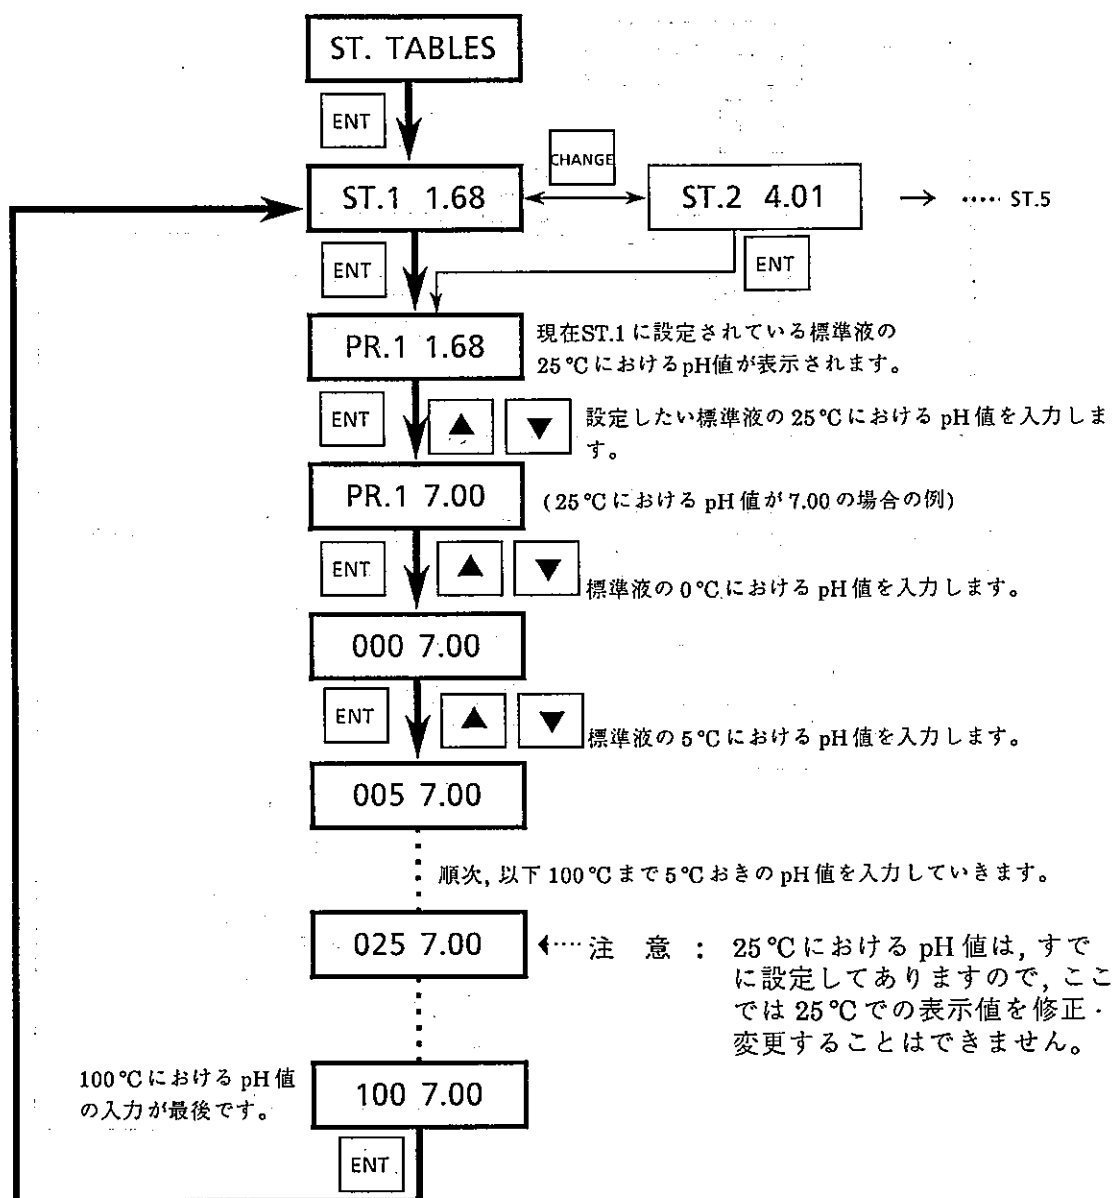 ST. TABLES
ENT
CHANGE
ST.1 1.68
ST.2 4.01
→ ····· ST.5
ENT
ENT
PR.1 1.68
現在ST.1に設定されている標準液の
25℃におけるpH値が表示されます。
ENT
▲
▼
設定したい標準液の25℃におけるpH値を入力しま
す。
PR.1 7.00
(25℃におけるpH値が7.00の場合の例)
ENT
▲
▼
標準液の0℃におけるpH値を入力します。
000 7.00
ENT
▲
▼
標準液の5℃におけるpH値を入力します。
005 7.00
順次, 以下100℃まで5℃おきのpH値を入力していきます。
025 7.00
注 意 : 25℃におけるpH値は, すで
に設定してありますので, ここ
では25℃での表示値を修正・
変更することはできません。
100℃におけるpH値
の入力が最後です。
100 7.00
ENT